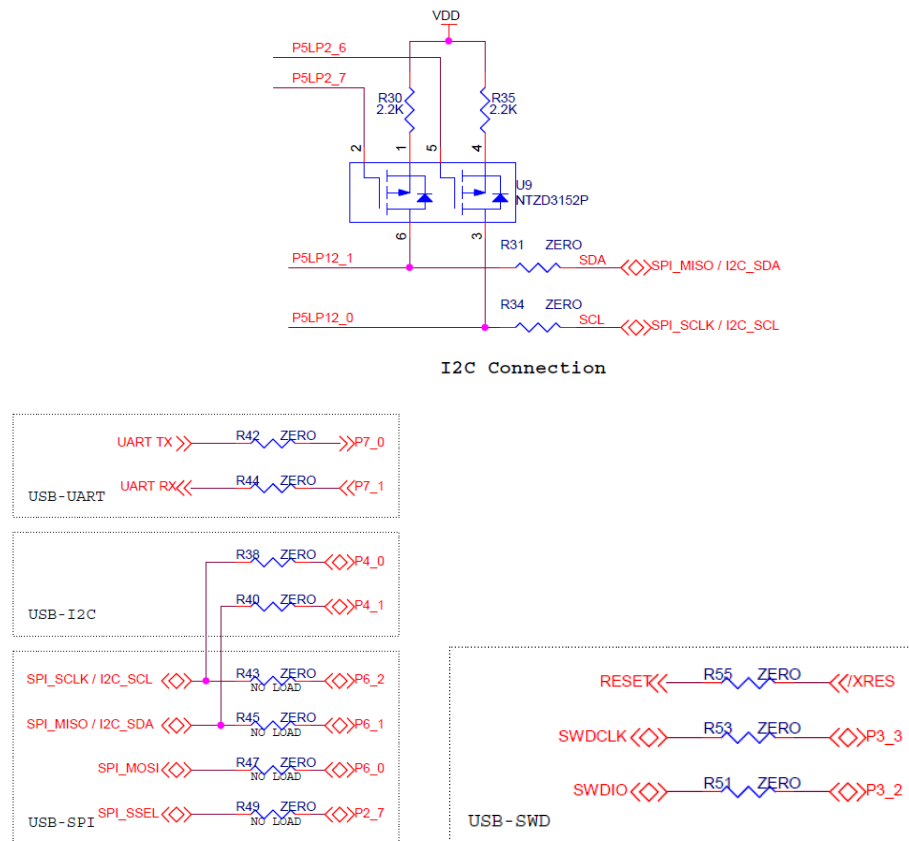 VDD
P5LP2_6
P5LP2_7
R30
2.2K
R35
2.2K
2
1
5
4
U9
NTZD3152P
6
3
P5LP12_1
R31 ZERO
SDA
SPI_MISO / I2C_SDA
R34 ZERO
P5LP12_0
SCL
SPI_SCLK / I2C_SCL
I2C Connection
UART TX R42 ZERO P7_0
UART RX R44 ZERO P7_1
USB-UART
R38 ZERO P4_0
R40 ZERO P4_1
USB-I2C
SPI_SCLK / I2C_SCL R43 ZERO P6_2
NO LOAD
SPI_MISO / I2C_SDA R45 ZERO P6_1
NO LOAD
SPI_MOSI R47 ZERO P6_0
NO LOAD
SPI_SSEL R49 ZERO P2_7
NO LOAD
USB-SPI
RESET R55 ZERO /XRES
SWDCLK R53 ZERO P3_3
SWDIO R51 ZERO P3_2
USB-SWD